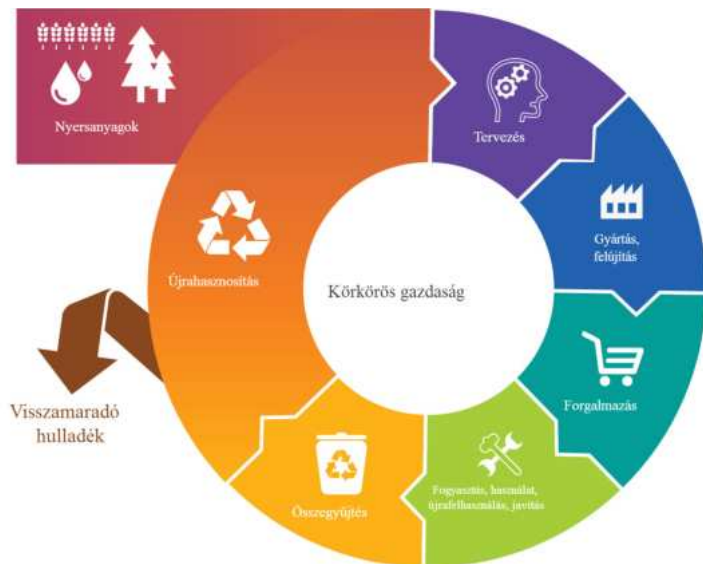 Nyersanyagok
Tervezés
Gyártás,
felújítás
Újrahasznosítás
Körkörös gazdaság
Forgalmazás
Visszamaradó
hulladék
Fogyasztás, használat,
újrafelhasználás, javítás
Összegyűjtés